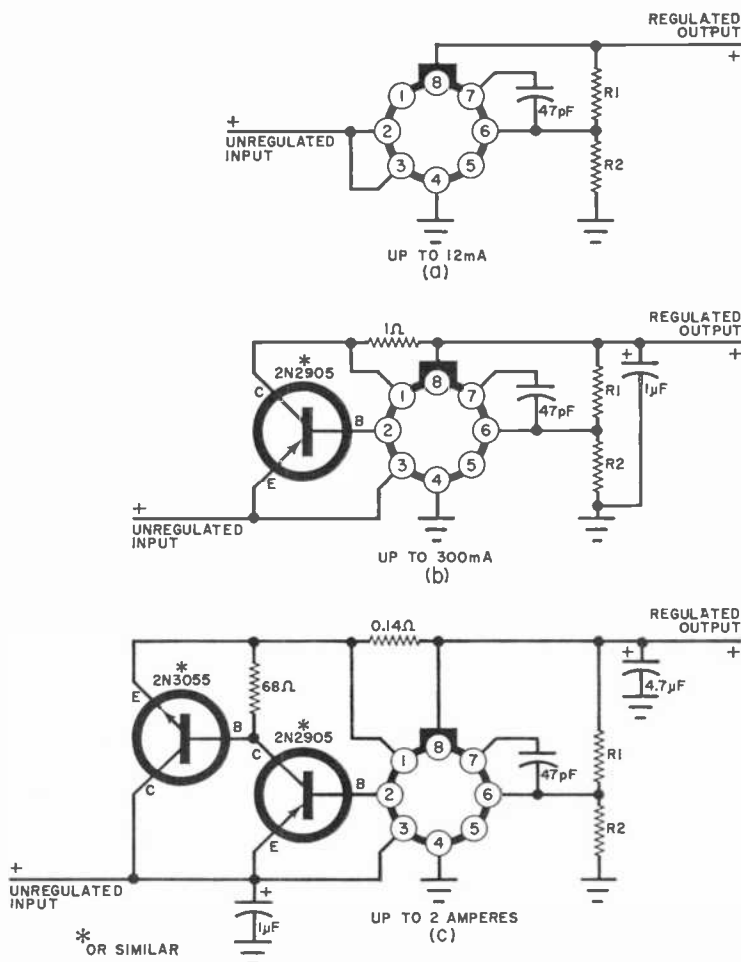 REGULATED
OUTPUT
+
8
1
7
47pF
R1
+
2
6
UNREGULATED
INPUT
3
5
R2
4
UP TO 12mA
(a)
REGULATED
OUTPUT
1Ω
+
*
2N2905
8
+
1
7
47pF
R1
1µF
C
B
2
6
3
5
R2
E
4
+
UNREGULATED
INPUT
UP TO 300mA
(b)
REGULATED
OUTPUT
0.14Ω
+
*
2N3055
+
4.7µF
E
68Ω
*
2N2905
B
8
C
1
7
47pF
R1
C
B
2
6
3
5
R2
E
4
+
UNREGULATED
INPUT
+
1µF
UP TO 2 AMPERES
(c)
*OR SIMILAR